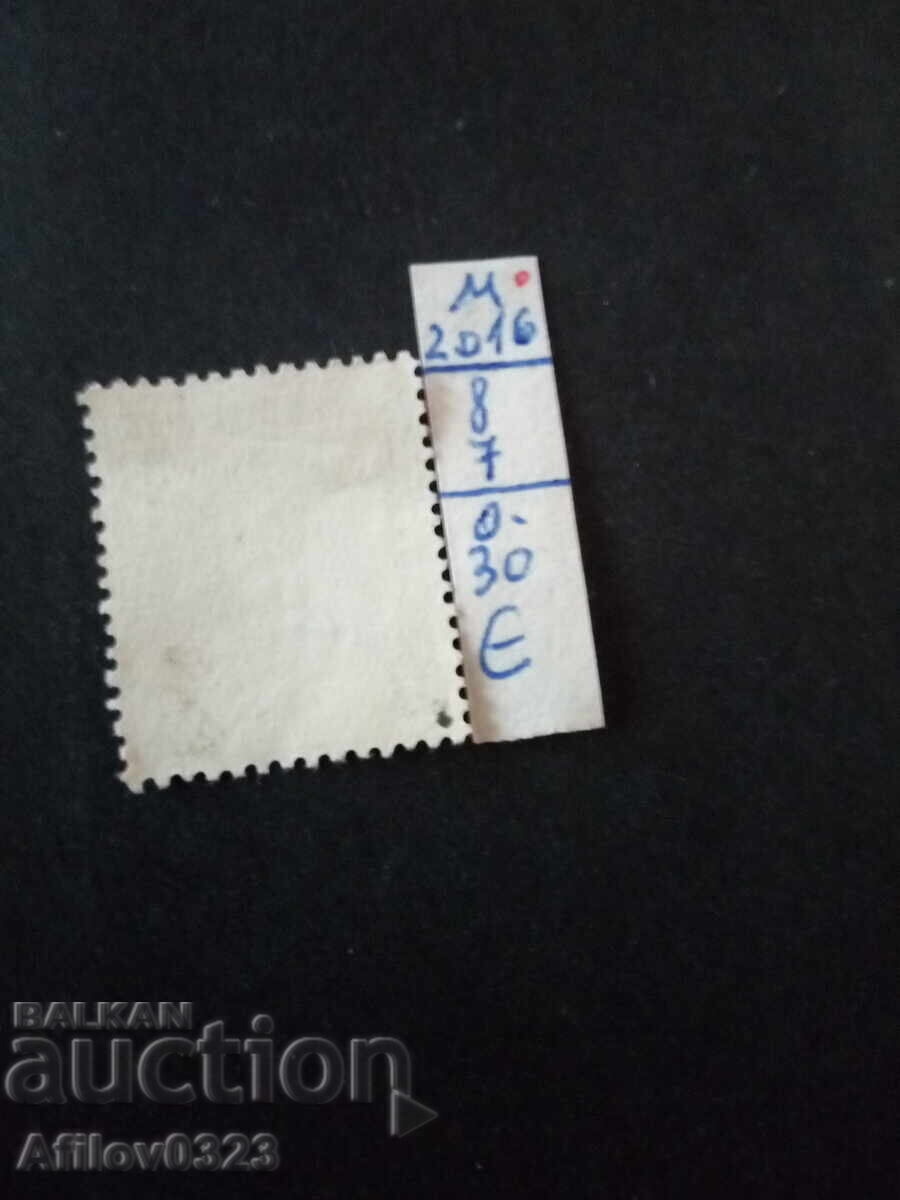 M
2016
8
7
0.
30
€
BALKAN
auction
Afilov0323